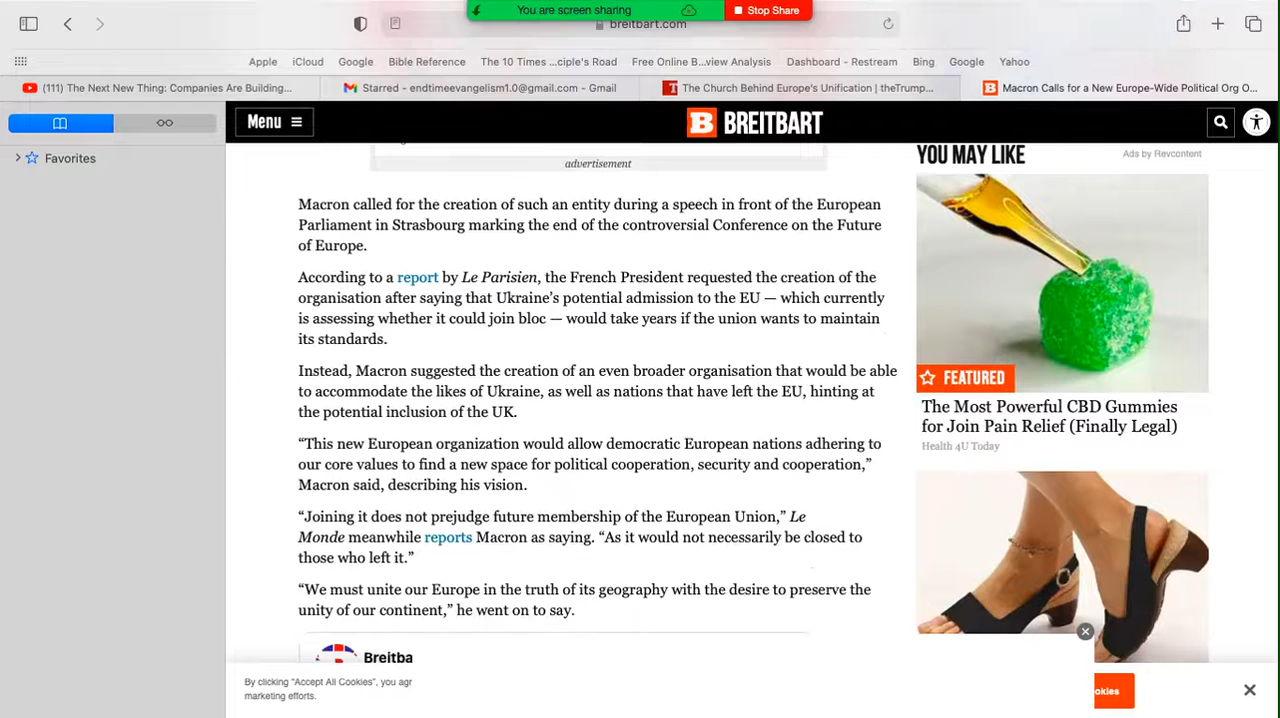 You are screen sharing
Stop Share
breitbart.com
Apple iCloud Google Bible Reference The 10 Times ...ciple's Road Free Online B...view Analysis Dashboard - Restream Bing Google Yahoo
(111) The Next New Thing: Companies Are Building...
Starred - endtimeevangelism1.0@gmail.com - Gmail
The Church Behind Europe's Unification | theTrump...
Macron Calls for a New Europe-Wide Political Org O...
Menu
B BREITBART
Favorites
advertisement
Macron called for the creation of such an entity during a speech in front of the European
Parliament in Strasbourg marking the end of the controversial Conference on the Future
of Europe.
According to a report by Le Parisien, the French President requested the creation of the
organisation after saying that Ukraine's potential admission to the EU — which currently
is assessing whether it could join bloc — would take years if the union wants to maintain
its standards.
Instead, Macron suggested the creation of an even broader organisation that would be able
to accommodate the likes of Ukraine, as well as nations that have left the EU, hinting at
the potential inclusion of the UK.
“This new European organization would allow democratic European nations adhering to
our core values to find a new space for political cooperation, security and cooperation,”
Macron said, describing his vision.
“Joining it does not prejudge future membership of the European Union,” Le
Monde meanwhile reports Macron as saying. “As it would not necessarily be closed to
those who left it.”
“We must unite our Europe in the truth of its geography with the desire to preserve the
unity of our continent,” he went on to say.
Breitba
YOU MAY LIKE
Ads by Revcontent
FEATURED
The Most Powerful CBD Gummies
for Join Pain Relief (Finally Legal)
Health 4U Today
By clicking “Accept All Cookies”, you agr
marketing efforts.
okies